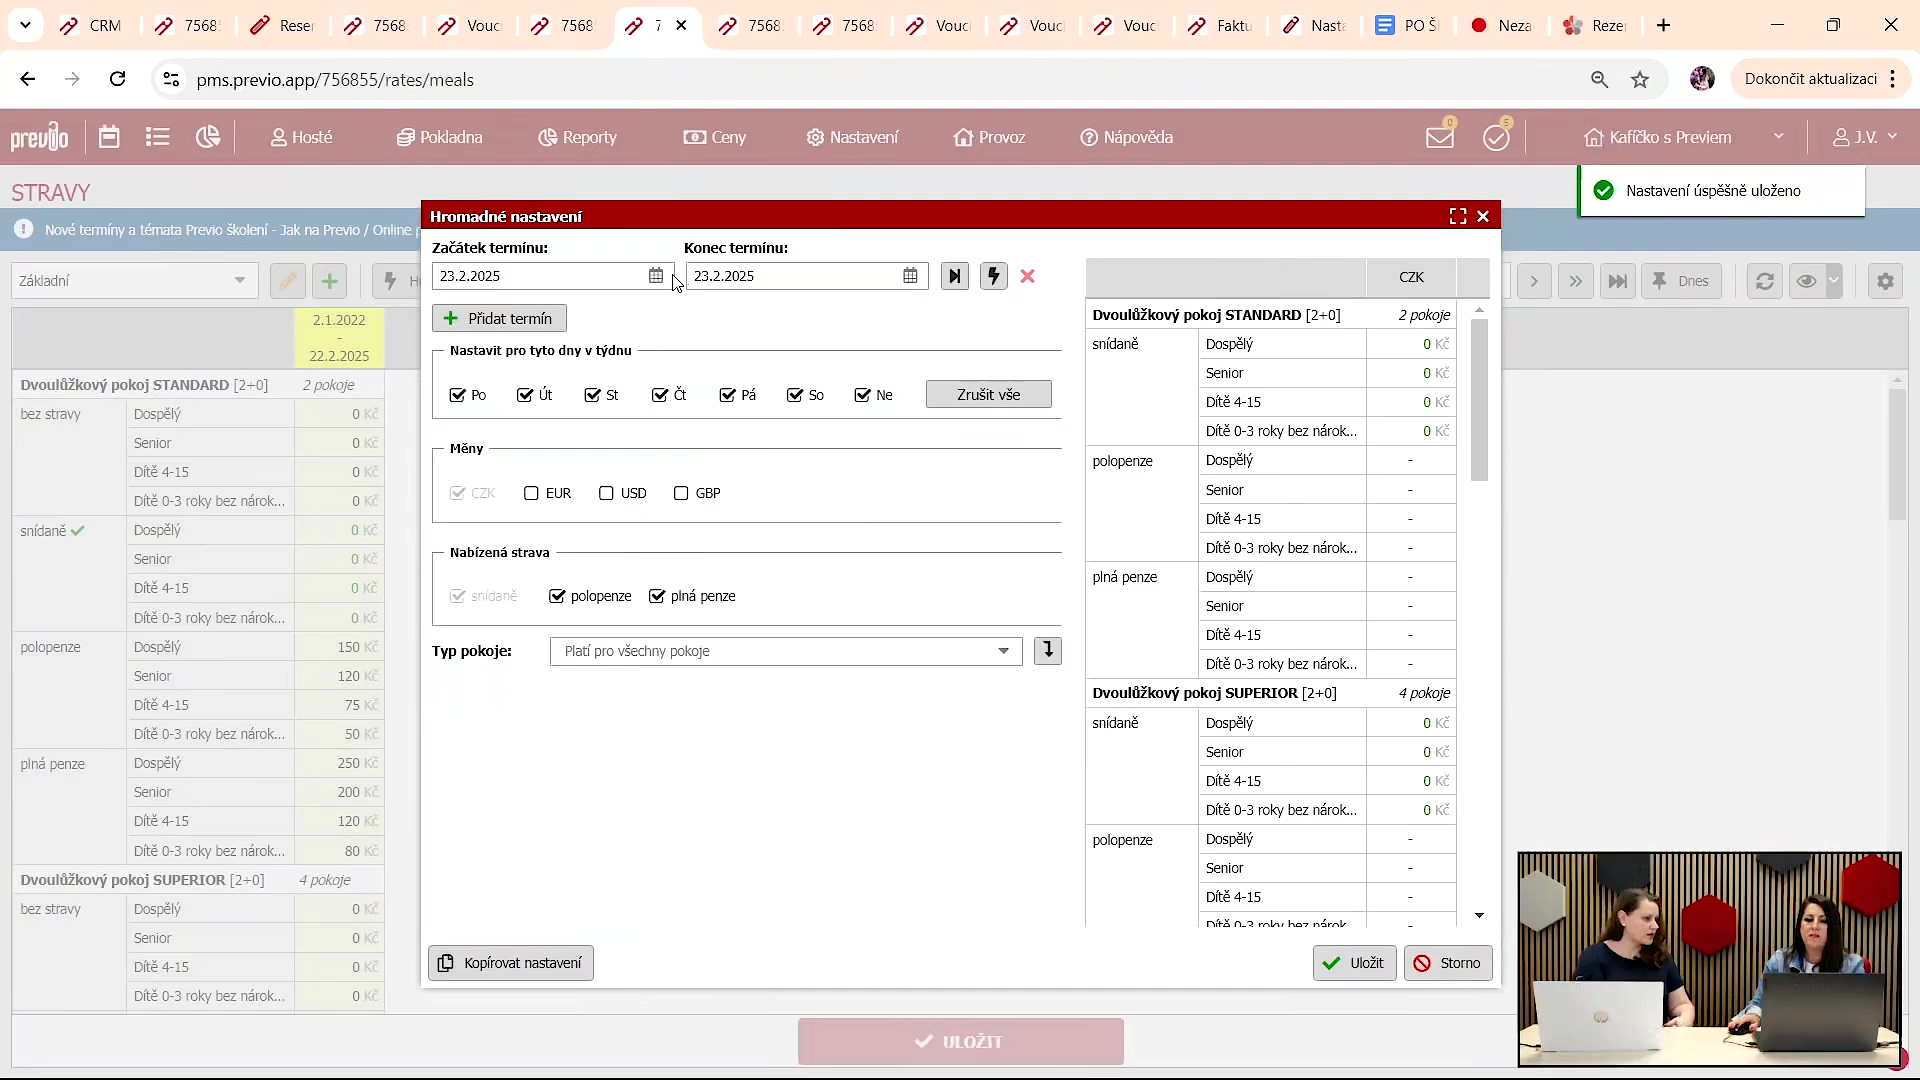 CRM
7568
Reser
7568
Vouc
7568
7
7568
7568
Vouc
Vouc
Vouc
Faktu
Nasta
PO Š
Neza
Rezer
pms.previo.app/756855/rates/meals
Dokončit aktualizaci
previo
Hosté
Pokladna
Reporty
Ceny
Nastavení
Provoz
Nápověda
0
5
Kafíčko s Previem
J.V.
STRAVY
Nastavení úspěšně uloženo
Nové termíny a témata Previo školení - Jak na Previo / Online
Základní
Dnes
2.1.2022
-
22.2.2025
Dvoulůžkový pokoj STANDARD [2+0] 2 pokoje
bez stravy Dospělý 0 Kč
Senior 0 Kč
Dítě 4-15 0 Kč
Dítě 0-3 roky bez nárok... 0 Kč
snídaně Dospělý 0 Kč
Senior 0 Kč
Dítě 4-15 0 Kč
Dítě 0-3 roky bez nárok... 0 Kč
polopenze Dospělý 150 Kč
Senior 120 Kč
Dítě 4-15 75 Kč
Dítě 0-3 roky bez nárok... 50 Kč
plná penze Dospělý 250 Kč
Senior 200 Kč
Dítě 4-15 120 Kč
Dítě 0-3 roky bez nárok... 80 Kč
Dvoulůžkový pokoj SUPERIOR [2+0] 4 pokoje
bez stravy Dospělý 0 Kč
Senior 0 Kč
Dítě 4-15 0 Kč
Dítě 0-3 roky bez nárok... 0 Kč
Hromadné nastavení
Začátek termínu: Konec termínu:
23.2.2025 23.2.2025
Přidat termín
Nastavit pro tyto dny v týdnu
Po Út St Čt Pá So Ne Zrušit vše
Měny
CZK EUR USD GBP
Nabízená strava
snídaně polopenze plná penze
Typ pokoje: Platí pro všechny pokoje
CZK
Dvoulůžkový pokoj STANDARD [2+0] 2 pokoje
snídaně Dospělý 0 Kč
Senior 0 Kč
Dítě 4-15 0 Kč
Dítě 0-3 roky bez nárok... 0 Kč
polopenze Dospělý -
Senior -
Dítě 4-15 -
Dítě 0-3 roky bez nárok... -
plná penze Dospělý -
Senior -
Dítě 4-15 -
Dítě 0-3 roky bez nárok... -
Dvoulůžkový pokoj SUPERIOR [2+0] 4 pokoje
snídaně Dospělý 0 Kč
Senior 0 Kč
Dítě 4-15 0 Kč
Dítě 0-3 roky bez nárok... 0 Kč
polopenze Dospělý -
Senior -
Dítě 4-15 -
Dítě 0-3 roky bez nárok... -
Kopírovat nastavení
Uložit
Storno
ULOŽIT